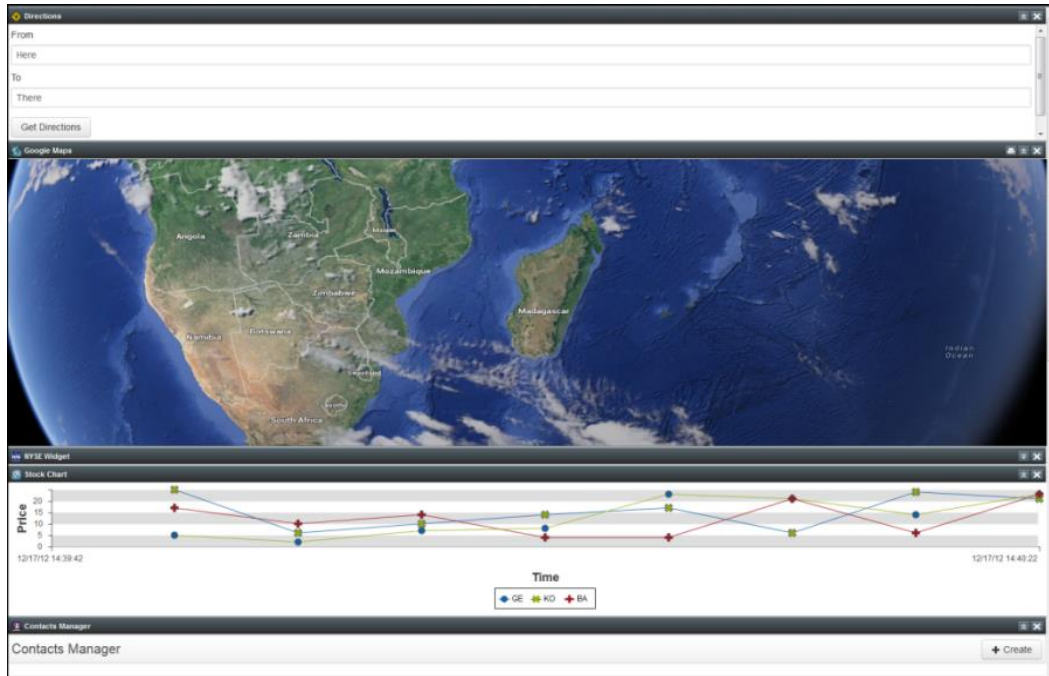 Directions
From
Here
To
There
Get Directions
Google Maps
Angola
Zambia
Malawi
Mozambique
Zimbabwe
Madagascar
Namibia
Botswana
Indian
Ocean
Swaziland
Lesotho
South Africa
NYSE Widget
Stock Chart
Price
20
15
10
5
0
12/17/12 14:39:42
12/17/12 14:40:22
Time
GE KO BA
Contacts Manager
Contacts Manager
Create